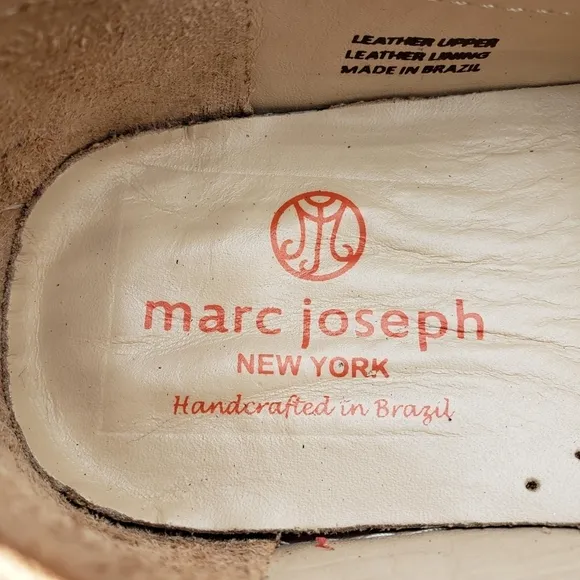 LEATHER UPPER
LEATHER LINING
MADE IN BRAZIL
marc joseph
NEW YORK
Handcrafted in Brazil